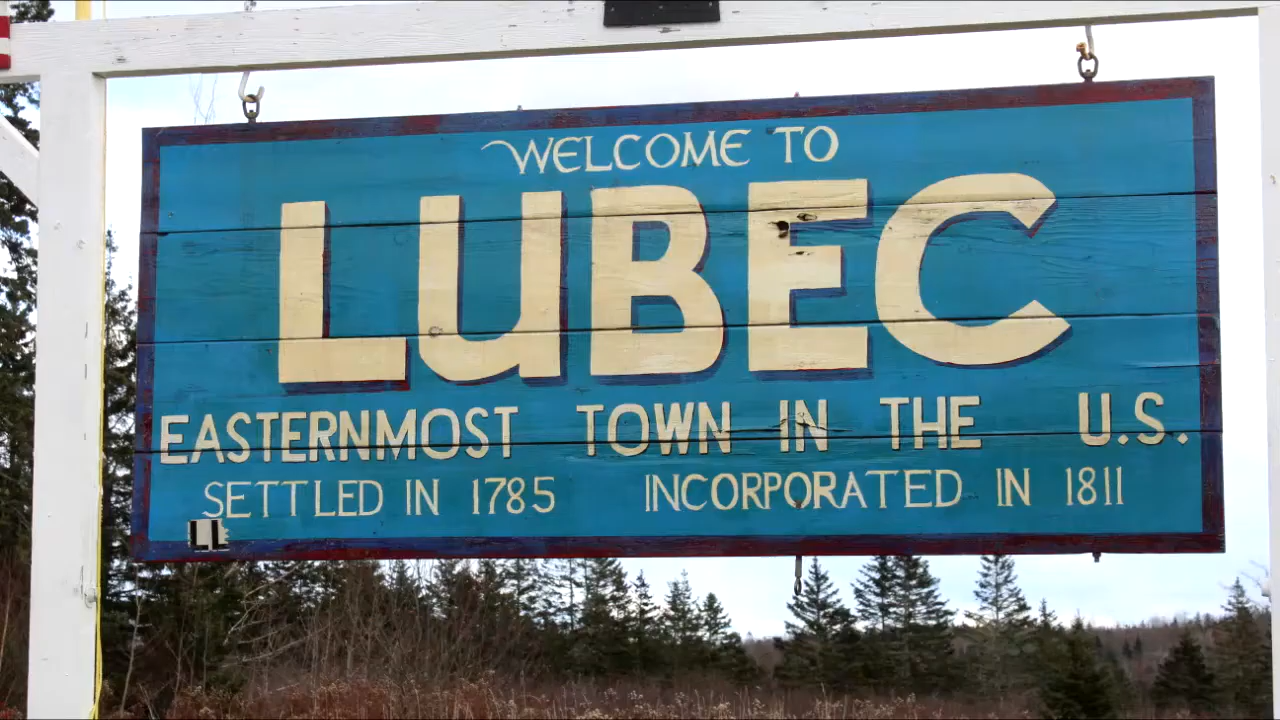 WELCOME TO
LUBEC
EASTERNMOST TOWN IN THE U.S.
SETTLED IN 1785 INCORPORATED IN 1811